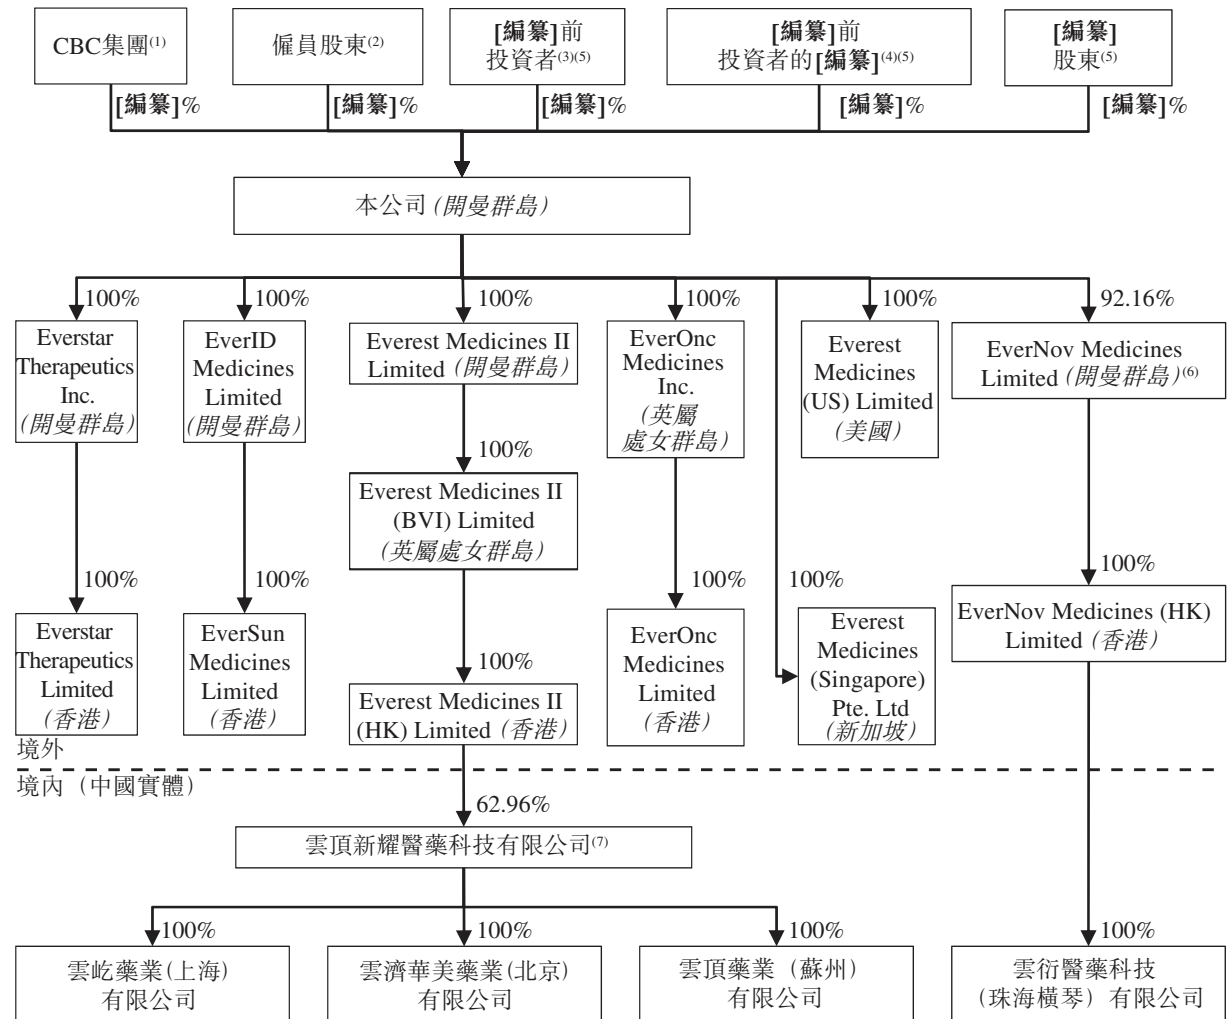 CBC集團(1)
僱員股東(2)
[編纂]前
投資者(3)(5)
[編纂]前
投資者的[編纂](4)(5)
[編纂]
股東(5)
[編纂]%
[編纂]%
[編纂]%
[編纂]%
[編纂]%
本公司(開曼群島)
100%
100%
100%
100%
100%
92.16%
Everstar
Therapeutics
Inc.
(開曼群島)
EverID
Medicines
Limited
(開曼群島)
Everest Medicines II
Limited (開曼群島)
EverOnc
Medicines
Inc.
(英屬
處女群島)
Everest
Medicines
(US) Limited
(美國)
EverNov Medicines
Limited (開曼群島)(6)
100%
Everest Medicines II
(BVI) Limited
(英屬處女群島)
100%
100%
100%
100%
100%
100%
Everstar
Therapeutics
Limited
(香港)
EverSun
Medicines
Limited
(香港)
Everest Medicines II
(HK) Limited (香港)
EverOnc
Medicines
Limited
(香港)
Everest
Medicines
(Singapore)
Pte. Ltd
(新加坡)
EverNov Medicines (HK)
Limited (香港)
境外
境內（中國實體）
62.96%
雲頂新耀醫藥科技有限公司(7)
100%
100%
100%
100%
雲屹藥業(上海)
有限公司
雲濟華美藥業(北京)
有限公司
雲頂藥業（蘇州）
有限公司
雲衍醫藥科技
（珠海橫琴）有限公司